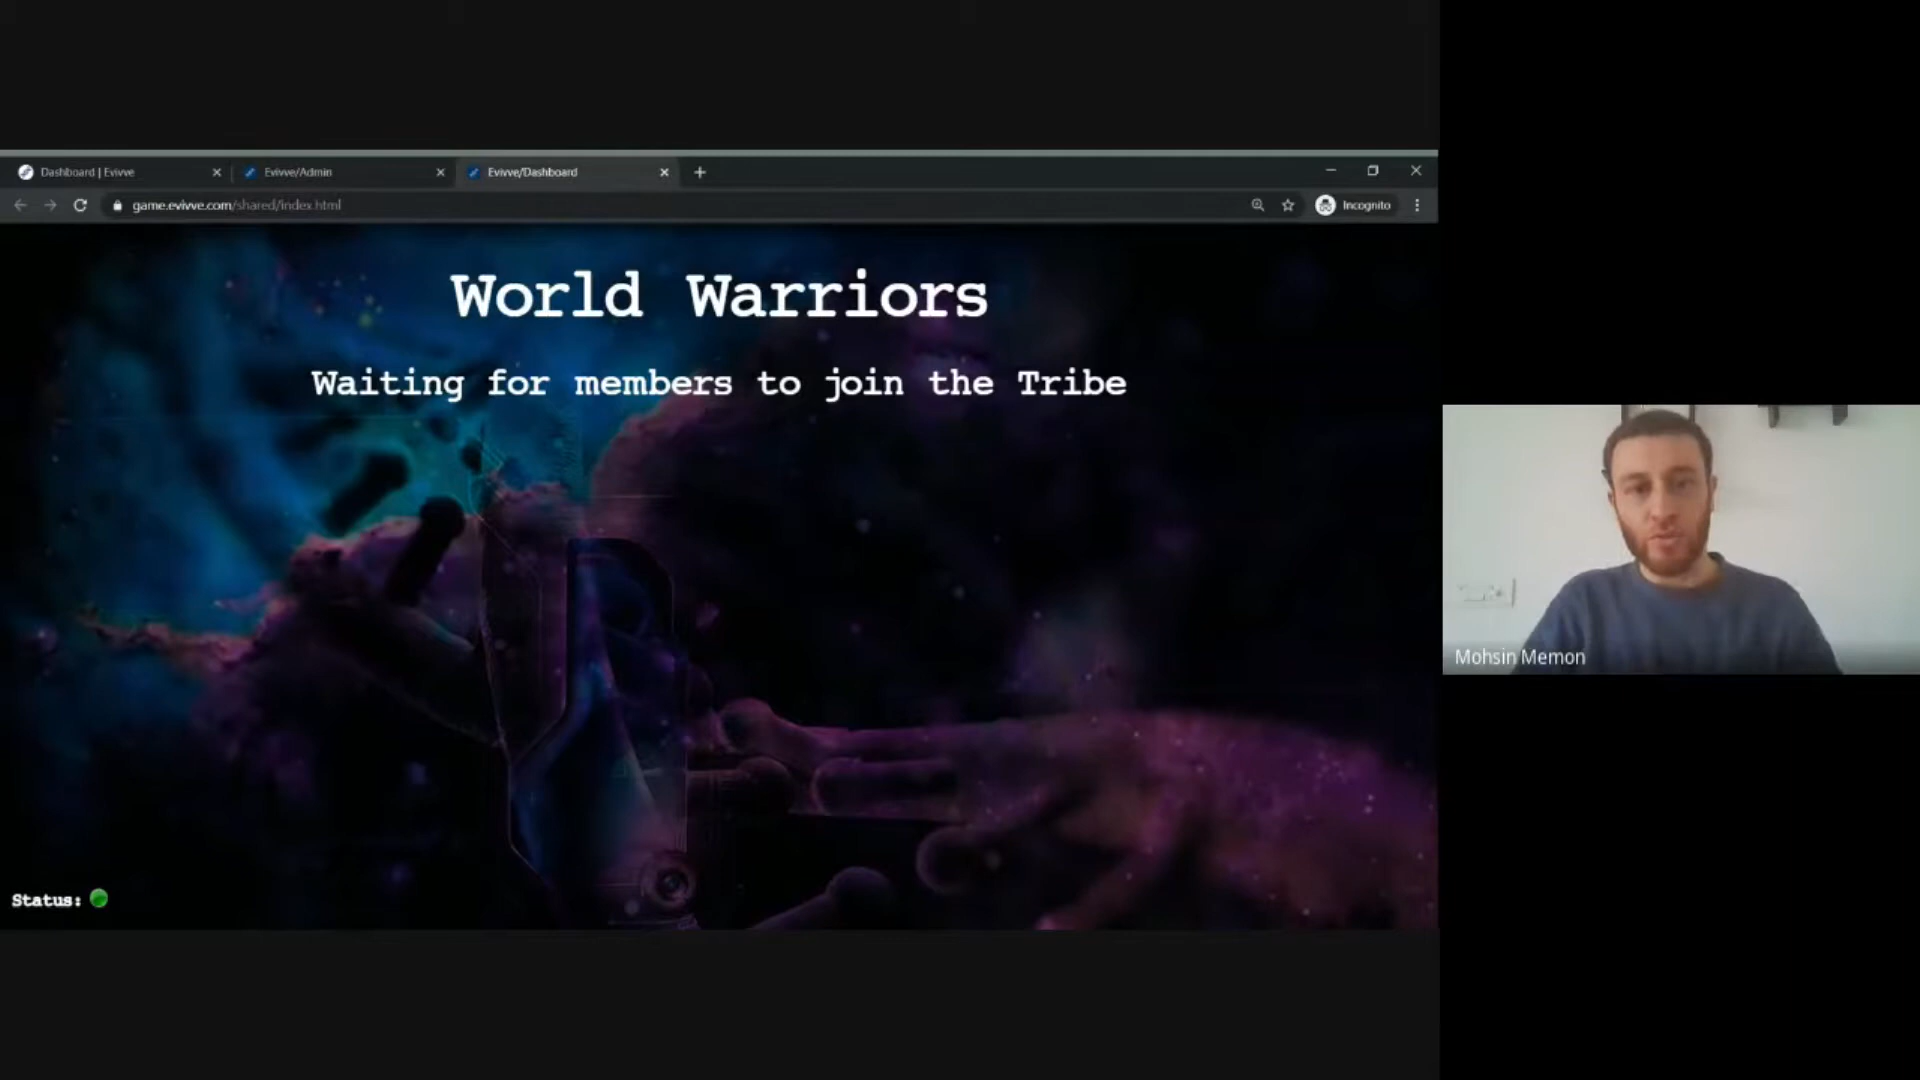 Dashboard | Evivve
Evivve/Admin
Evivve/Dashboard
game.evivve.com/shared/index.html
Incognito
World Warriors
Waiting for members to join the Tribe
Mohsin Memon
Status: